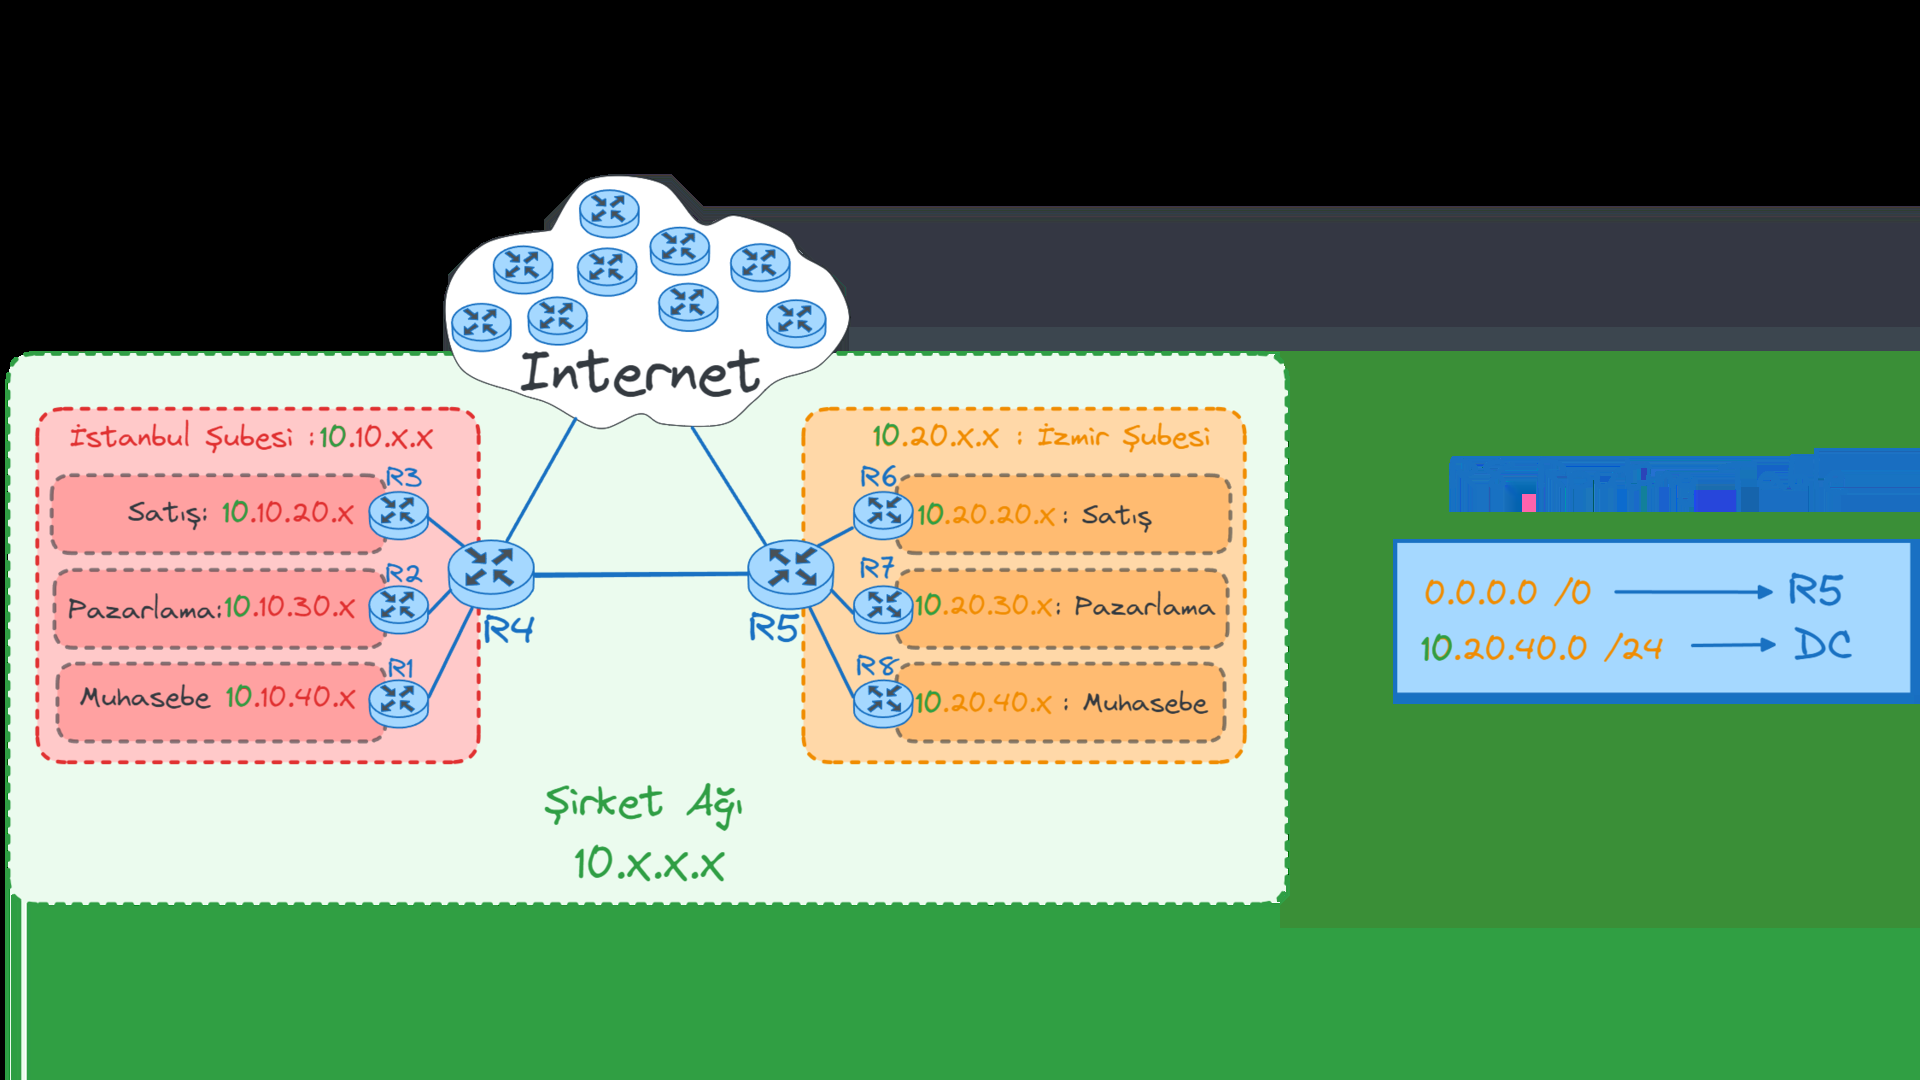 Internet
İstanbul Şubesi :10.10.x.x
R3
Satış: 10.10.20.x
R2
Pazarlama:10.10.30.x
R1
Muhasebe 10.10.40.x
R4
R5
10.20.x.x : İzmir Şubesi
R6
10.20.20.x : Satış
R7
10.20.30.x: Pazarlama
R8
10.20.40.x : Muhasebe
Şirket Ağı
10.x.x.x
0.0.0.0 /0 R5
10.20.40.0 /24 DC